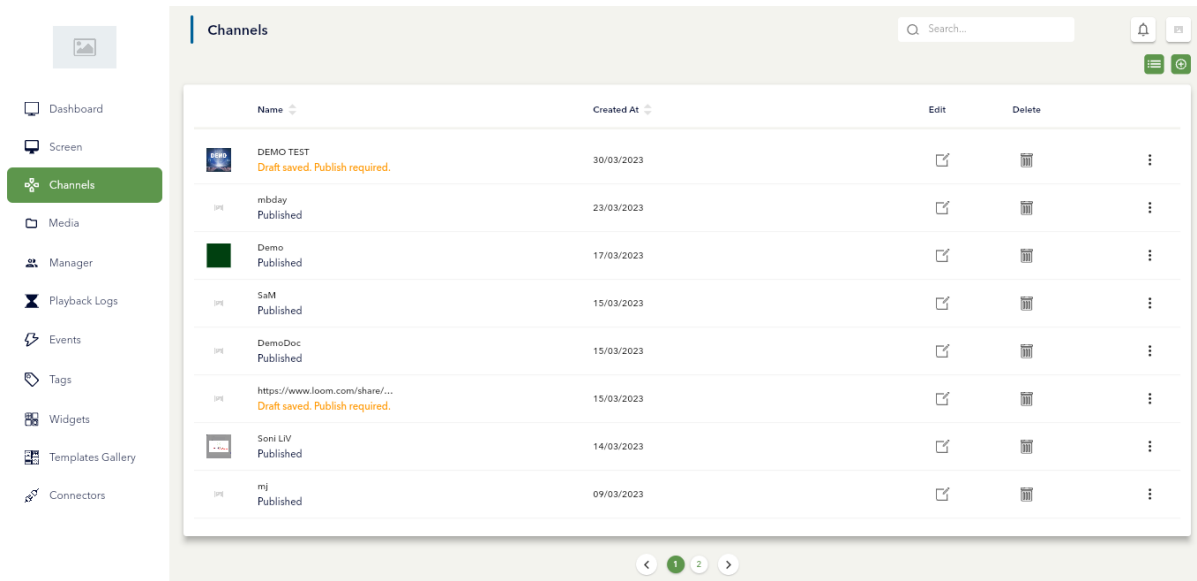 Channels
Search...
Dashboard
Screen
Channels
Media
Manager
Playback Logs
Events
Tags
Widgets
Templates Gallery
Connectors
Name Created At Edit Delete
DEMO
DEMO TEST
Draft saved. Publish required.
30/03/2023
mbday
Published
23/03/2023
Demo
Published
17/03/2023
SaM
Published
15/03/2023
DemoDoc
Published
15/03/2023
https://www.loom.com/share/...
Draft saved. Publish required.
15/03/2023
Soni LiV
Published
14/03/2023
mj
Published
09/03/2023
1 2